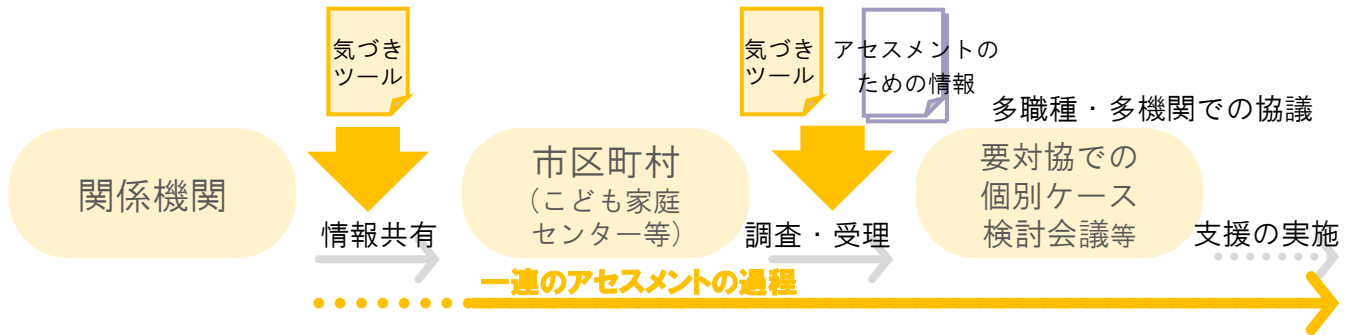 気づき
ツール
気づき
ツール
アセスメントの
ための情報
多職種・多機関での協議
関係機関
市区町村
（こども家庭
センター等）
要対協での
個別ケース
検討会議等
情報共有
調査・受理
支援の実施
一連のアセスメントの過程